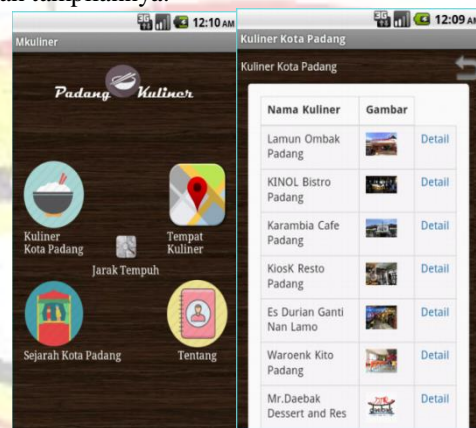 3G 12:10 AM
Mkuliner
Padang Kuliner
Kuliner
Kota Padang
Tempat
Kuliner
Jarak Tempuh
Sejarah Kota Padang
Tentang
3G 12:09 AM
Kuliner Kota Padang
Kuliner Kota Padang
Nama Kuliner Gambar
Lamun Ombak
Padang
Detail
KINOL Bistro
Padang
Detail
Karambia Cafe
Padang
Detail
KiosK Resto
Padang
Detail
Es Durian Ganti
Nan Lamo
Detail
Waroenk Kito
Padang
Detail
Mr.Daebak
Dessert and Res
Detail